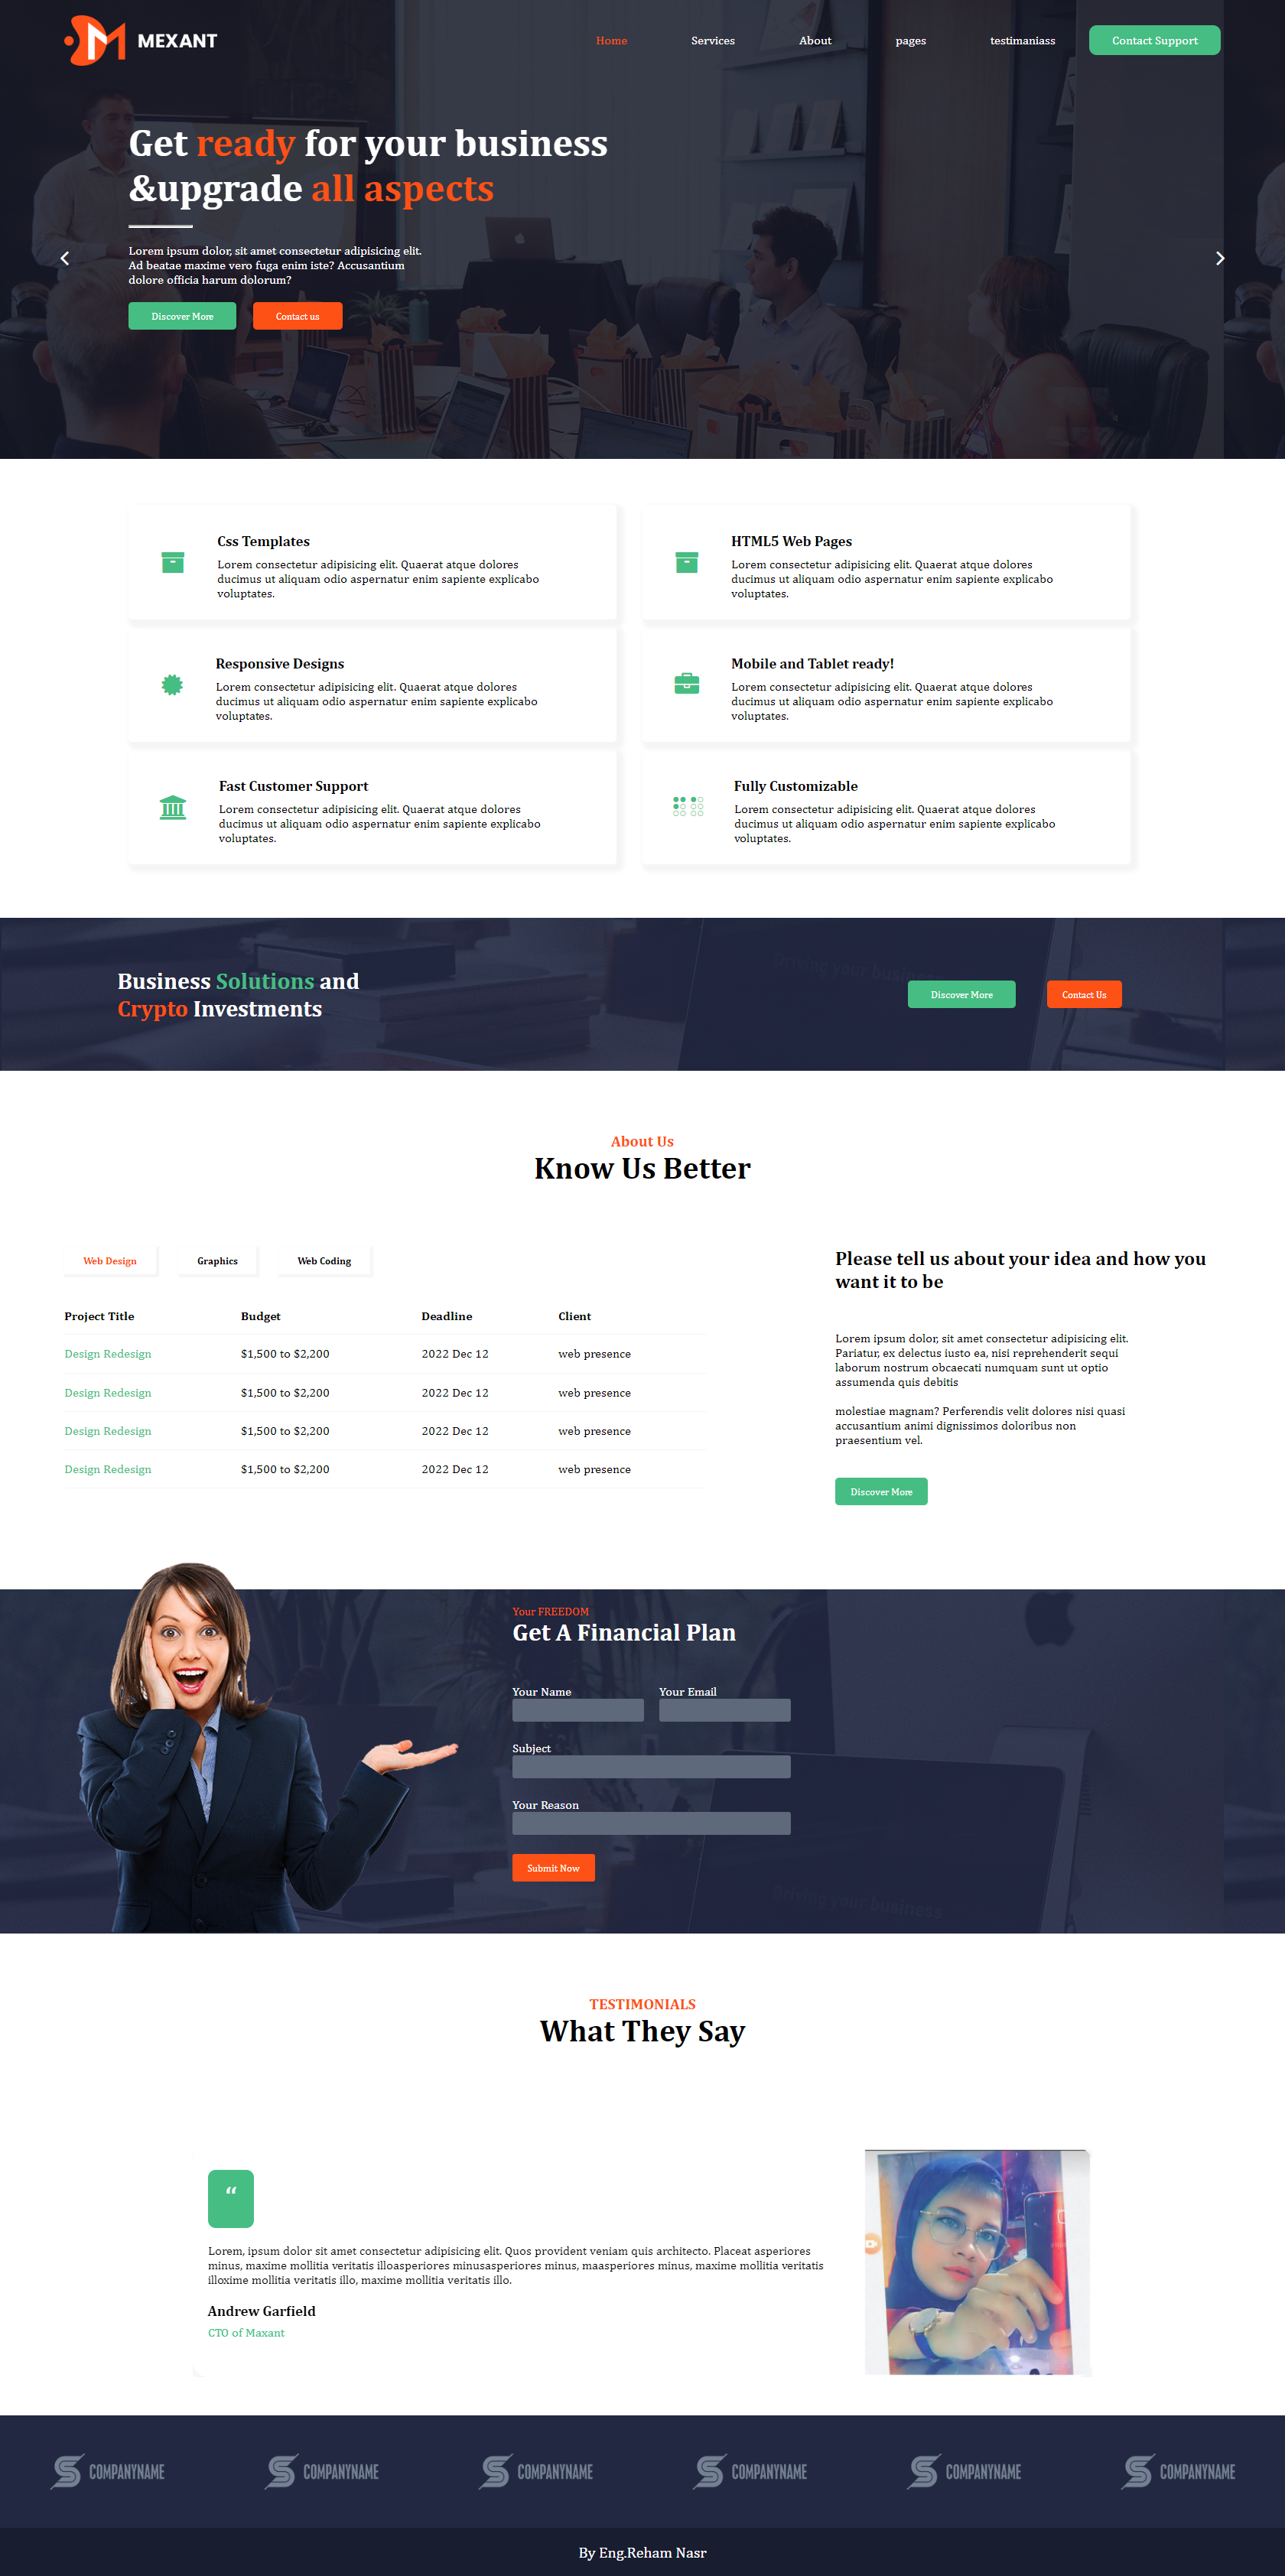 MEXANT
Home
Services
About
pages
testimaniass
Contact Support
Get ready for your business
&upgrade all aspects
Lorem ipsum dolor, sit amet consectetur adipisicing elit.
Ad beatae maxime vero fuga enim iste? Accusantium
dolore officia harum dolorum?
Discover More
Contact us
Css Templates
Lorem consectetur adipisicing elit. Quaerat atque dolores
ducimus ut aliquam odio aspernatur enim sapiente explicabo
voluptates.
HTML5 Web Pages
Lorem consectetur adipisicing elit. Quaerat atque dolores
ducimus ut aliquam odio aspernatur enim sapiente explicabo
voluptates.
Responsive Designs
Lorem consectetur adipisicing elit. Quaerat atque dolores
ducimus ut aliquam odio aspernatur enim sapiente explicabo
voluptates.
Mobile and Tablet ready!
Lorem consectetur adipisicing elit. Quaerat atque dolores
ducimus ut aliquam odio aspernatur enim sapiente explicabo
voluptates.
Fast Customer Support
Lorem consectetur adipisicing elit. Quaerat atque dolores
ducimus ut aliquam odio aspernatur enim sapiente explicabo
voluptates.
Fully Customizable
Lorem consectetur adipisicing elit. Quaerat atque dolores
ducimus ut aliquam odio aspernatur enim sapiente explicabo
voluptates.
Driving your business
Business Solutions and
Crypto Investments
Discover More
Contact Us
About Us
Know Us Better
Web Design
Graphics
Web Coding
Project Title Budget Deadline Client
Design Redesign $1,500 to $2,200 2022 Dec 12 web presence
Design Redesign $1,500 to $2,200 2022 Dec 12 web presence
Design Redesign $1,500 to $2,200 2022 Dec 12 web presence
Design Redesign $1,500 to $2,200 2022 Dec 12 web presence
Please tell us about your idea and how you
want it to be
Lorem ipsum dolor, sit amet consectetur adipisicing elit.
Pariatur, ex delectus iusto ea, nisi reprehenderit sequi
laborum nostrum obcaecati numquam sunt ut optio
assumenda quis debitis
molestiae magnam? Perferendis velit dolores nisi quasi
accusantium animi dignissimos doloribus non
praesentium vel.
Discover More
Your FREEDOM
Get A Financial Plan
Your Name
Your Email
Subject
Your Reason
Submit Now
Driving your business
TESTIMONIALS
What They Say
“
Lorem, ipsum dolor sit amet consectetur adipisicing elit. Quos provident veniam quis architecto. Placeat asperiores
minus, maxime mollitia veritatis illoasperiores minusasperiores minus, maasperiores minus, maxime mollitia veritatis
illoxime mollitia veritatis illo, maxime mollitia veritatis illo.
Andrew Garfield
CTO of Maxant
COMPANYNAME
COMPANYNAME
COMPANYNAME
COMPANYNAME
COMPANYNAME
COMPANYNAME
By Eng.Reham Nasr